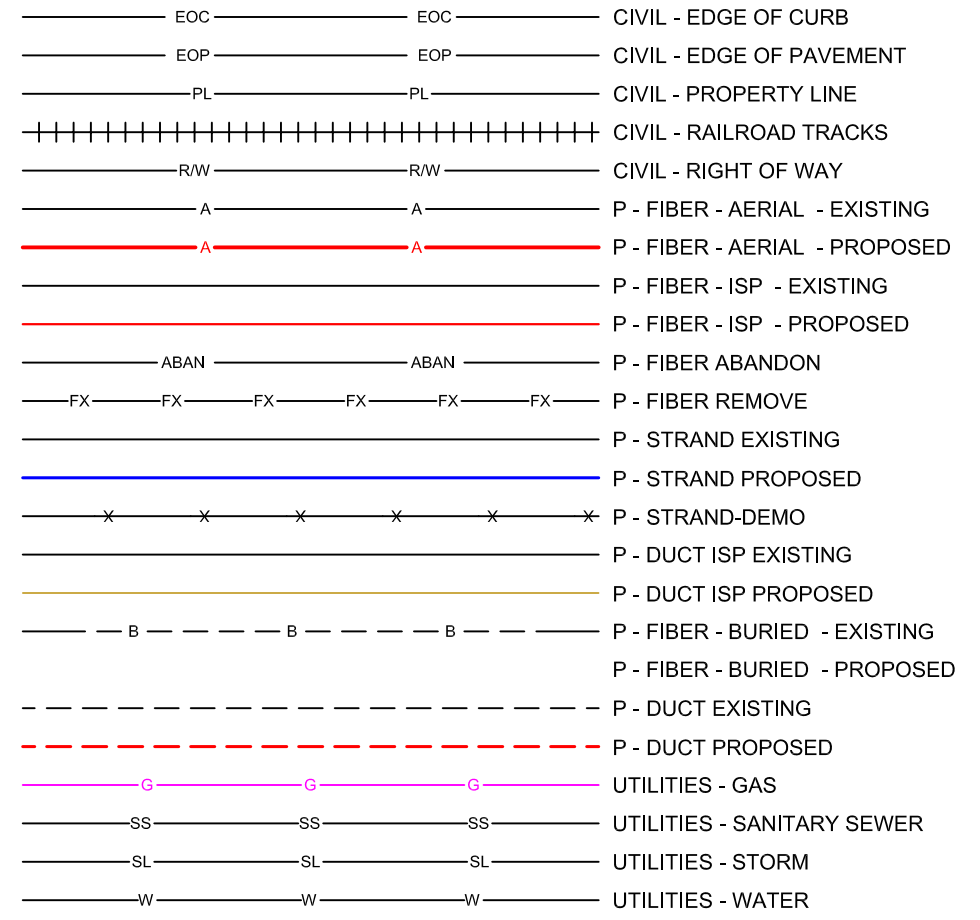 EOC EOC CIVIL - EDGE OF CURB
EOP EOP CIVIL - EDGE OF PAVEMENT
PL PL CIVIL - PROPERTY LINE
CIVIL - RAILROAD TRACKS
R/W R/W CIVIL - RIGHT OF WAY
A A P - FIBER - AERIAL - EXISTING
A A P - FIBER - AERIAL - PROPOSED
P - FIBER - ISP - EXISTING
P - FIBER - ISP - PROPOSED
ABAN ABAN P - FIBER ABANDON
FX FX FX FX FX FX P - FIBER REMOVE
P - STRAND EXISTING
P - STRAND PROPOSED
X X X X X X P - STRAND-DEMO
P - DUCT ISP EXISTING
P - DUCT ISP PROPOSED
B B B P - FIBER - BURIED - EXISTING
P - FIBER - BURIED - PROPOSED
P - DUCT EXISTING
P - DUCT PROPOSED
G G G UTILITIES - GAS
SS SS SS UTILITIES - SANITARY SEWER
SL SL SL UTILITIES - STORM
W W W UTILITIES - WATER